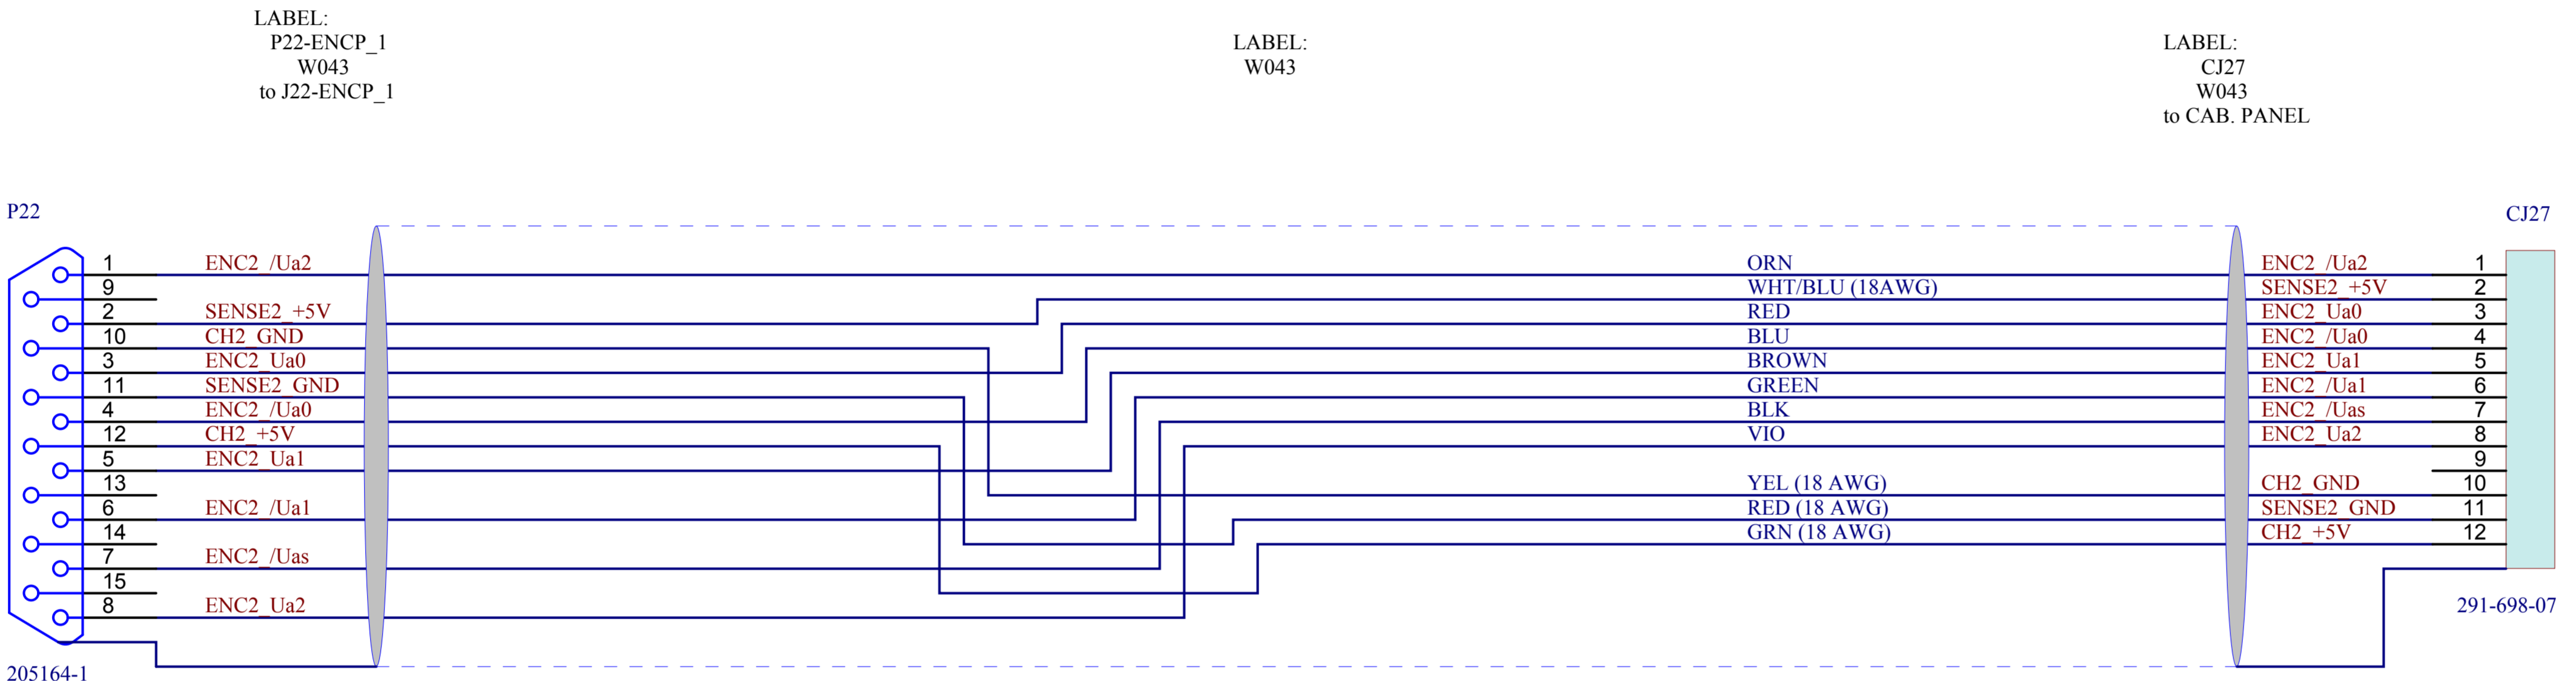 LABEL:
P22-ENCP_1
W043
to J22-ENCP_1
LABEL:
W043
LABEL:
CJ27
W043
to CAB. PANEL
P22
CJ27
1 ENC2_/Ua2 ORN ENC2_/Ua2 1
9 WHT/BLU (18AWG) SENSE2_+5V 2
2 SENSE2_+5V RED ENC2_Ua0 3
10 CH2_GND BLU ENC2_/Ua0 4
3 ENC2_Ua0 BROWN ENC2_Ua1 5
11 SENSE2_GND GREEN ENC2_/Ua1 6
4 ENC2_/Ua0 BLK ENC2_/Uas 7
12 CH2_+5V VIO ENC2_Ua2 8
5 ENC2_Ua1 9
13 YEL (18 AWG) CH2_GND 10
6 ENC2_/Ua1 RED (18 AWG) SENSE2_GND 11
14 GRN (18 AWG) CH2_+5V 12
7 ENC2_/Uas
15
8 ENC2_Ua2
291-698-07
205164-1